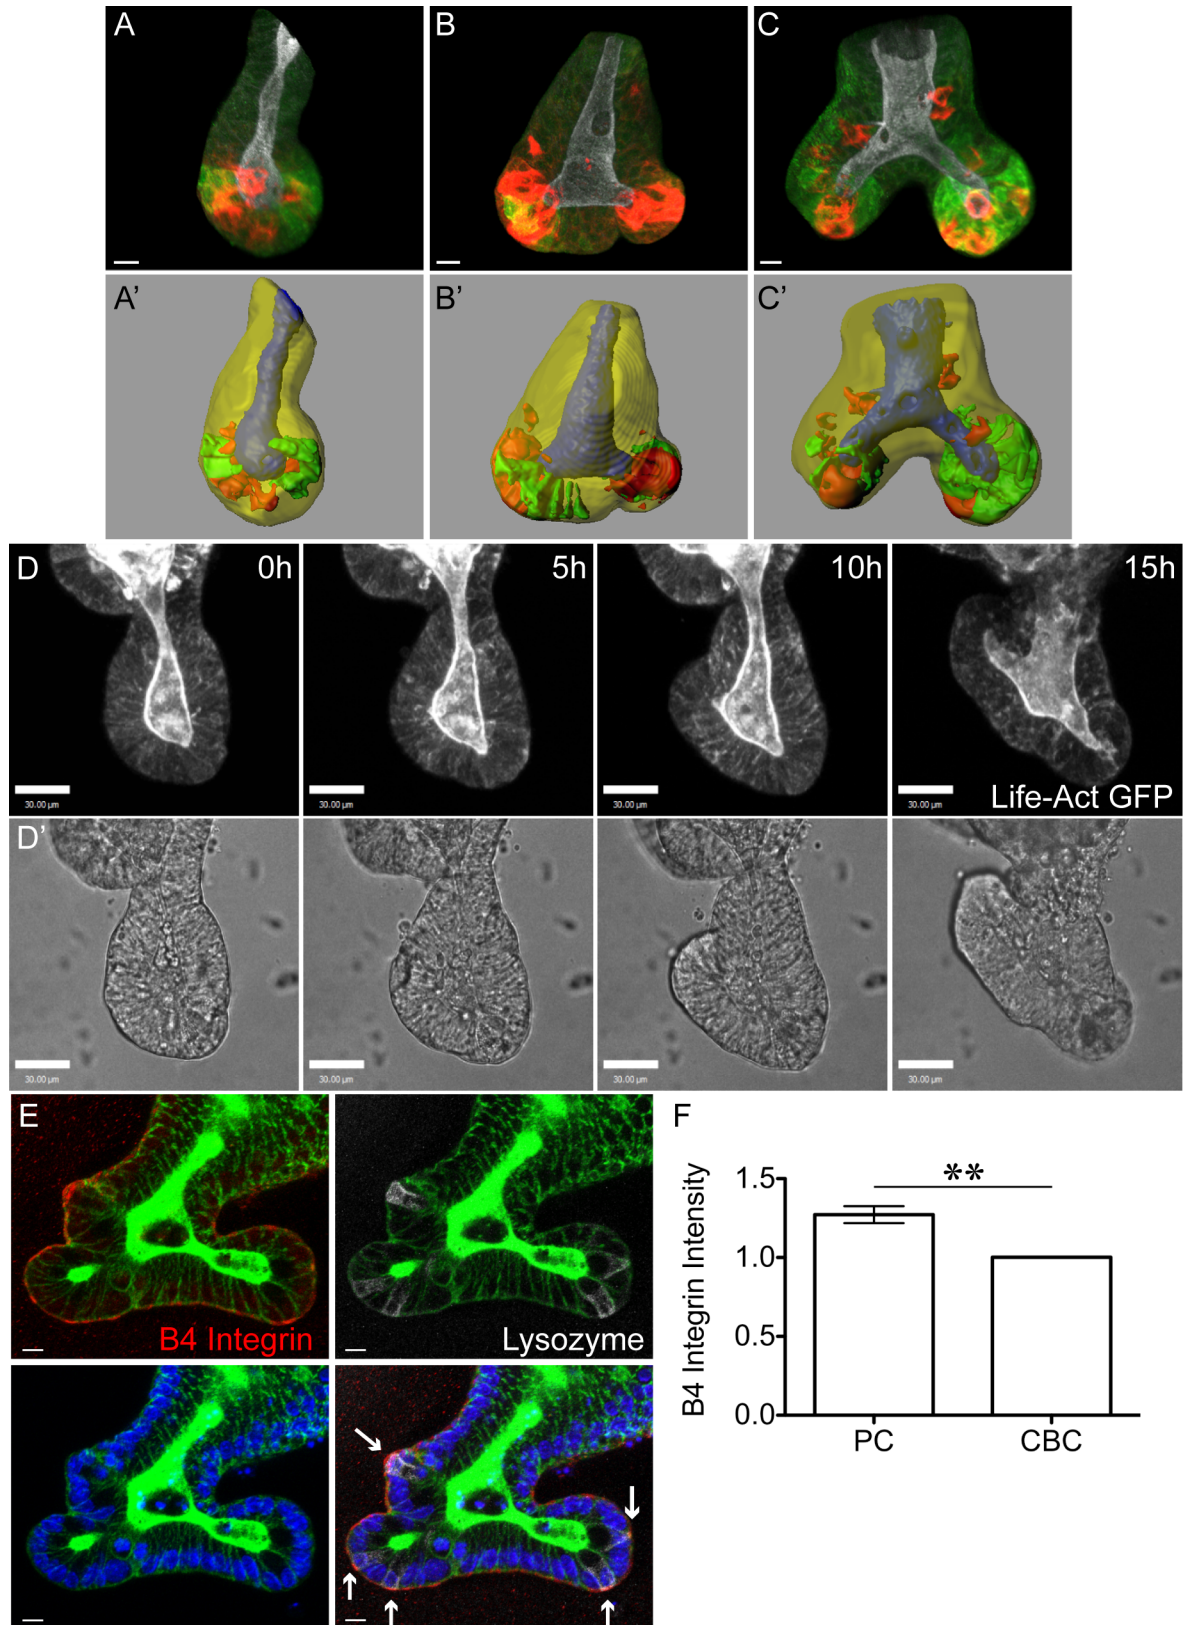 A
B
C
A'
B'
C'
D
0h
5h
10h
15h
30.00 µm
30.00 µm
30.00 µm
30.00 µm
Life-Act GFP
D'
30.00 µm
30.00 µm
30.00 µm
30.00 µm
E
B4 Integrin
Lysozyme
F
B4 Integrin Intensity
1.5
1.0
0.5
0.0
**
PC
CBC